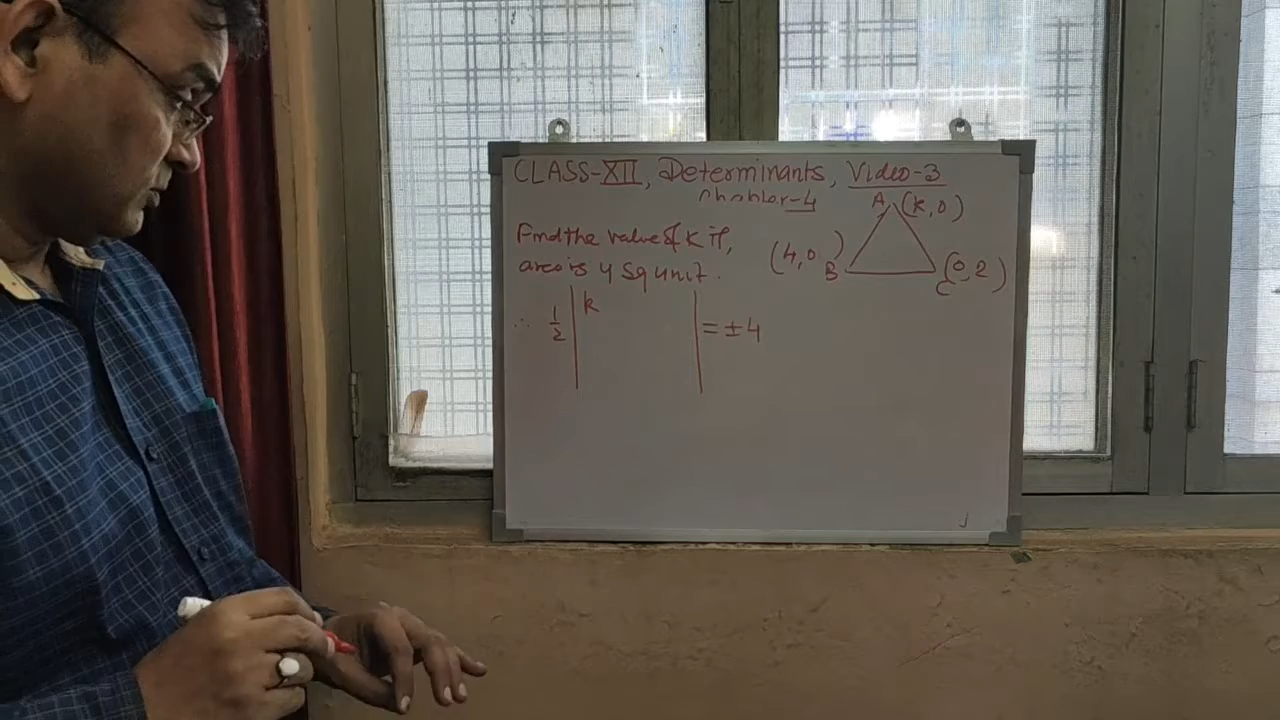 CLASS-XII, Determinants, Video-3
Chapter-4
A (k, 0)
Find the value of K if,
area is 4 sq unit.
(4, 0) B
C (0, 2)
∴ 1/2 | k | = ±4